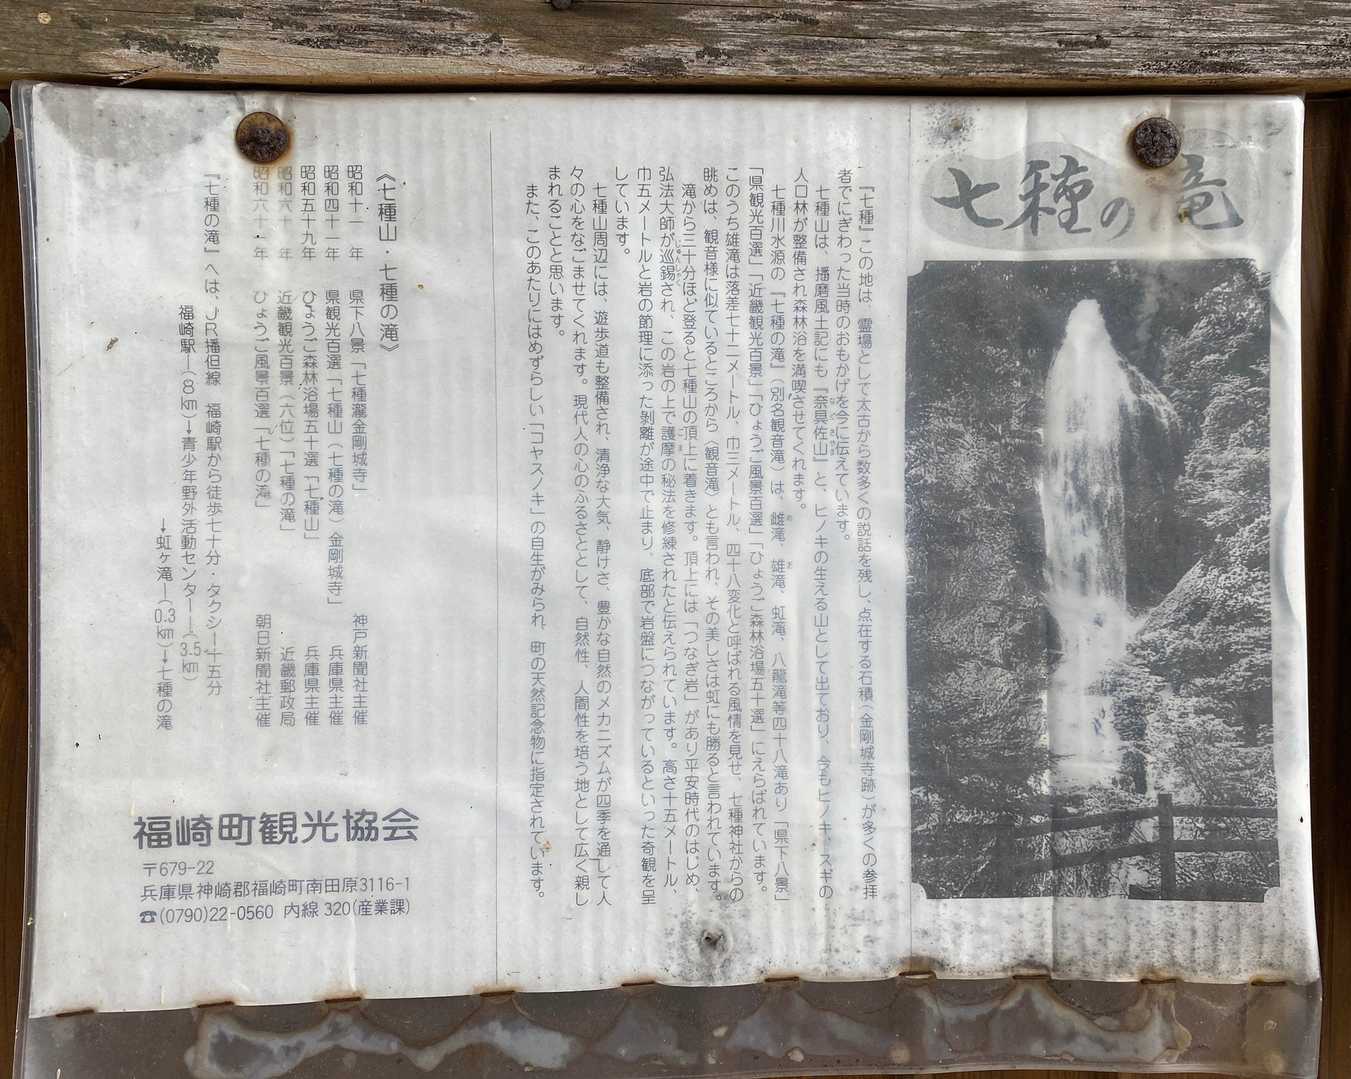 七種の滝
『七種』この地は、霊場として太古から数多くの説話を残し、点在する石積(金剛城寺跡)が多くの参拝
者でにぎわった当時のおもかげを今に伝えています。
七種山は、播磨風土記にも『奈具佐山』と、ヒノキの生える山として出ており、今もヒノキ、スギの
人口林が整備され森林浴を満喫させてくれます。
七種川水源の『七種の滝』(別名観音滝)は、雌滝、雄滝、虹滝、八龍滝等四十八滝あり「県下八景」
「県観光百選」「近畿観光百景」「ひょうご風景百選」「ひょうご森林浴場五十選」にえらばれています。
このうち雄滝は落差七十二メートル、巾三メートル、四十八変化と呼ばれる風情を見せ、七種神社からの
眺めは、観音様に似ているところから〈観音滝〉とも言われ、その美しさは虹にも勝ると言われています。
滝から三十分ほど登ると七種山の頂上に着きます。頂上には「つなぎ岩」があり平安時代のはじめ、
弘法大師が巡錫され、この岩の上で護摩の秘法を修練されたと伝えられています。高さ十五メートル、
巾五メートルと岩の節理に添った剥離が途中で止まり、底部で岩盤につながっているといった奇観を呈
しています。
七種山周辺には、遊歩道も整備され、清浄な大気、静けさ、豊かな自然のメカニズムが四季を通して人
々の心をなごませてくれます。現代人の心のふるさととして、自然性、人間性を培う地として広く親し
まれることと思います。
また、このあたりにはめずらしい「コヤスノキ」の自生がみられ、町の天然記念物に指定されています。
《七種山・七種の滝》
昭和十一年 県下八景「七種瀧金剛城寺」 神戸新聞社主催
昭和四十一年 県観光百選「七種山(七種の滝)金剛城寺」 兵庫県主催
昭和五十九年 ひょうご森林浴場五十選「七種山」 兵庫県主催
昭和六十年 近畿観光百景(六位)「七種の滝」 近畿郵政局
昭和六十一年 ひょうご風景百選「七種の滝」 朝日新聞社主催
『七種の滝』へは、JR播但線 福崎駅から徒歩七十分・タクシー十五分
福崎駅―(8km)→青少年野外活動センター―(3.5km)
→虹ヶ滝―(0.3km)→七種の滝
福崎町観光協会
〒679-22
兵庫県神崎郡福崎町南田原3116-1
☎(0790)22-0560 内線 320(産業課)